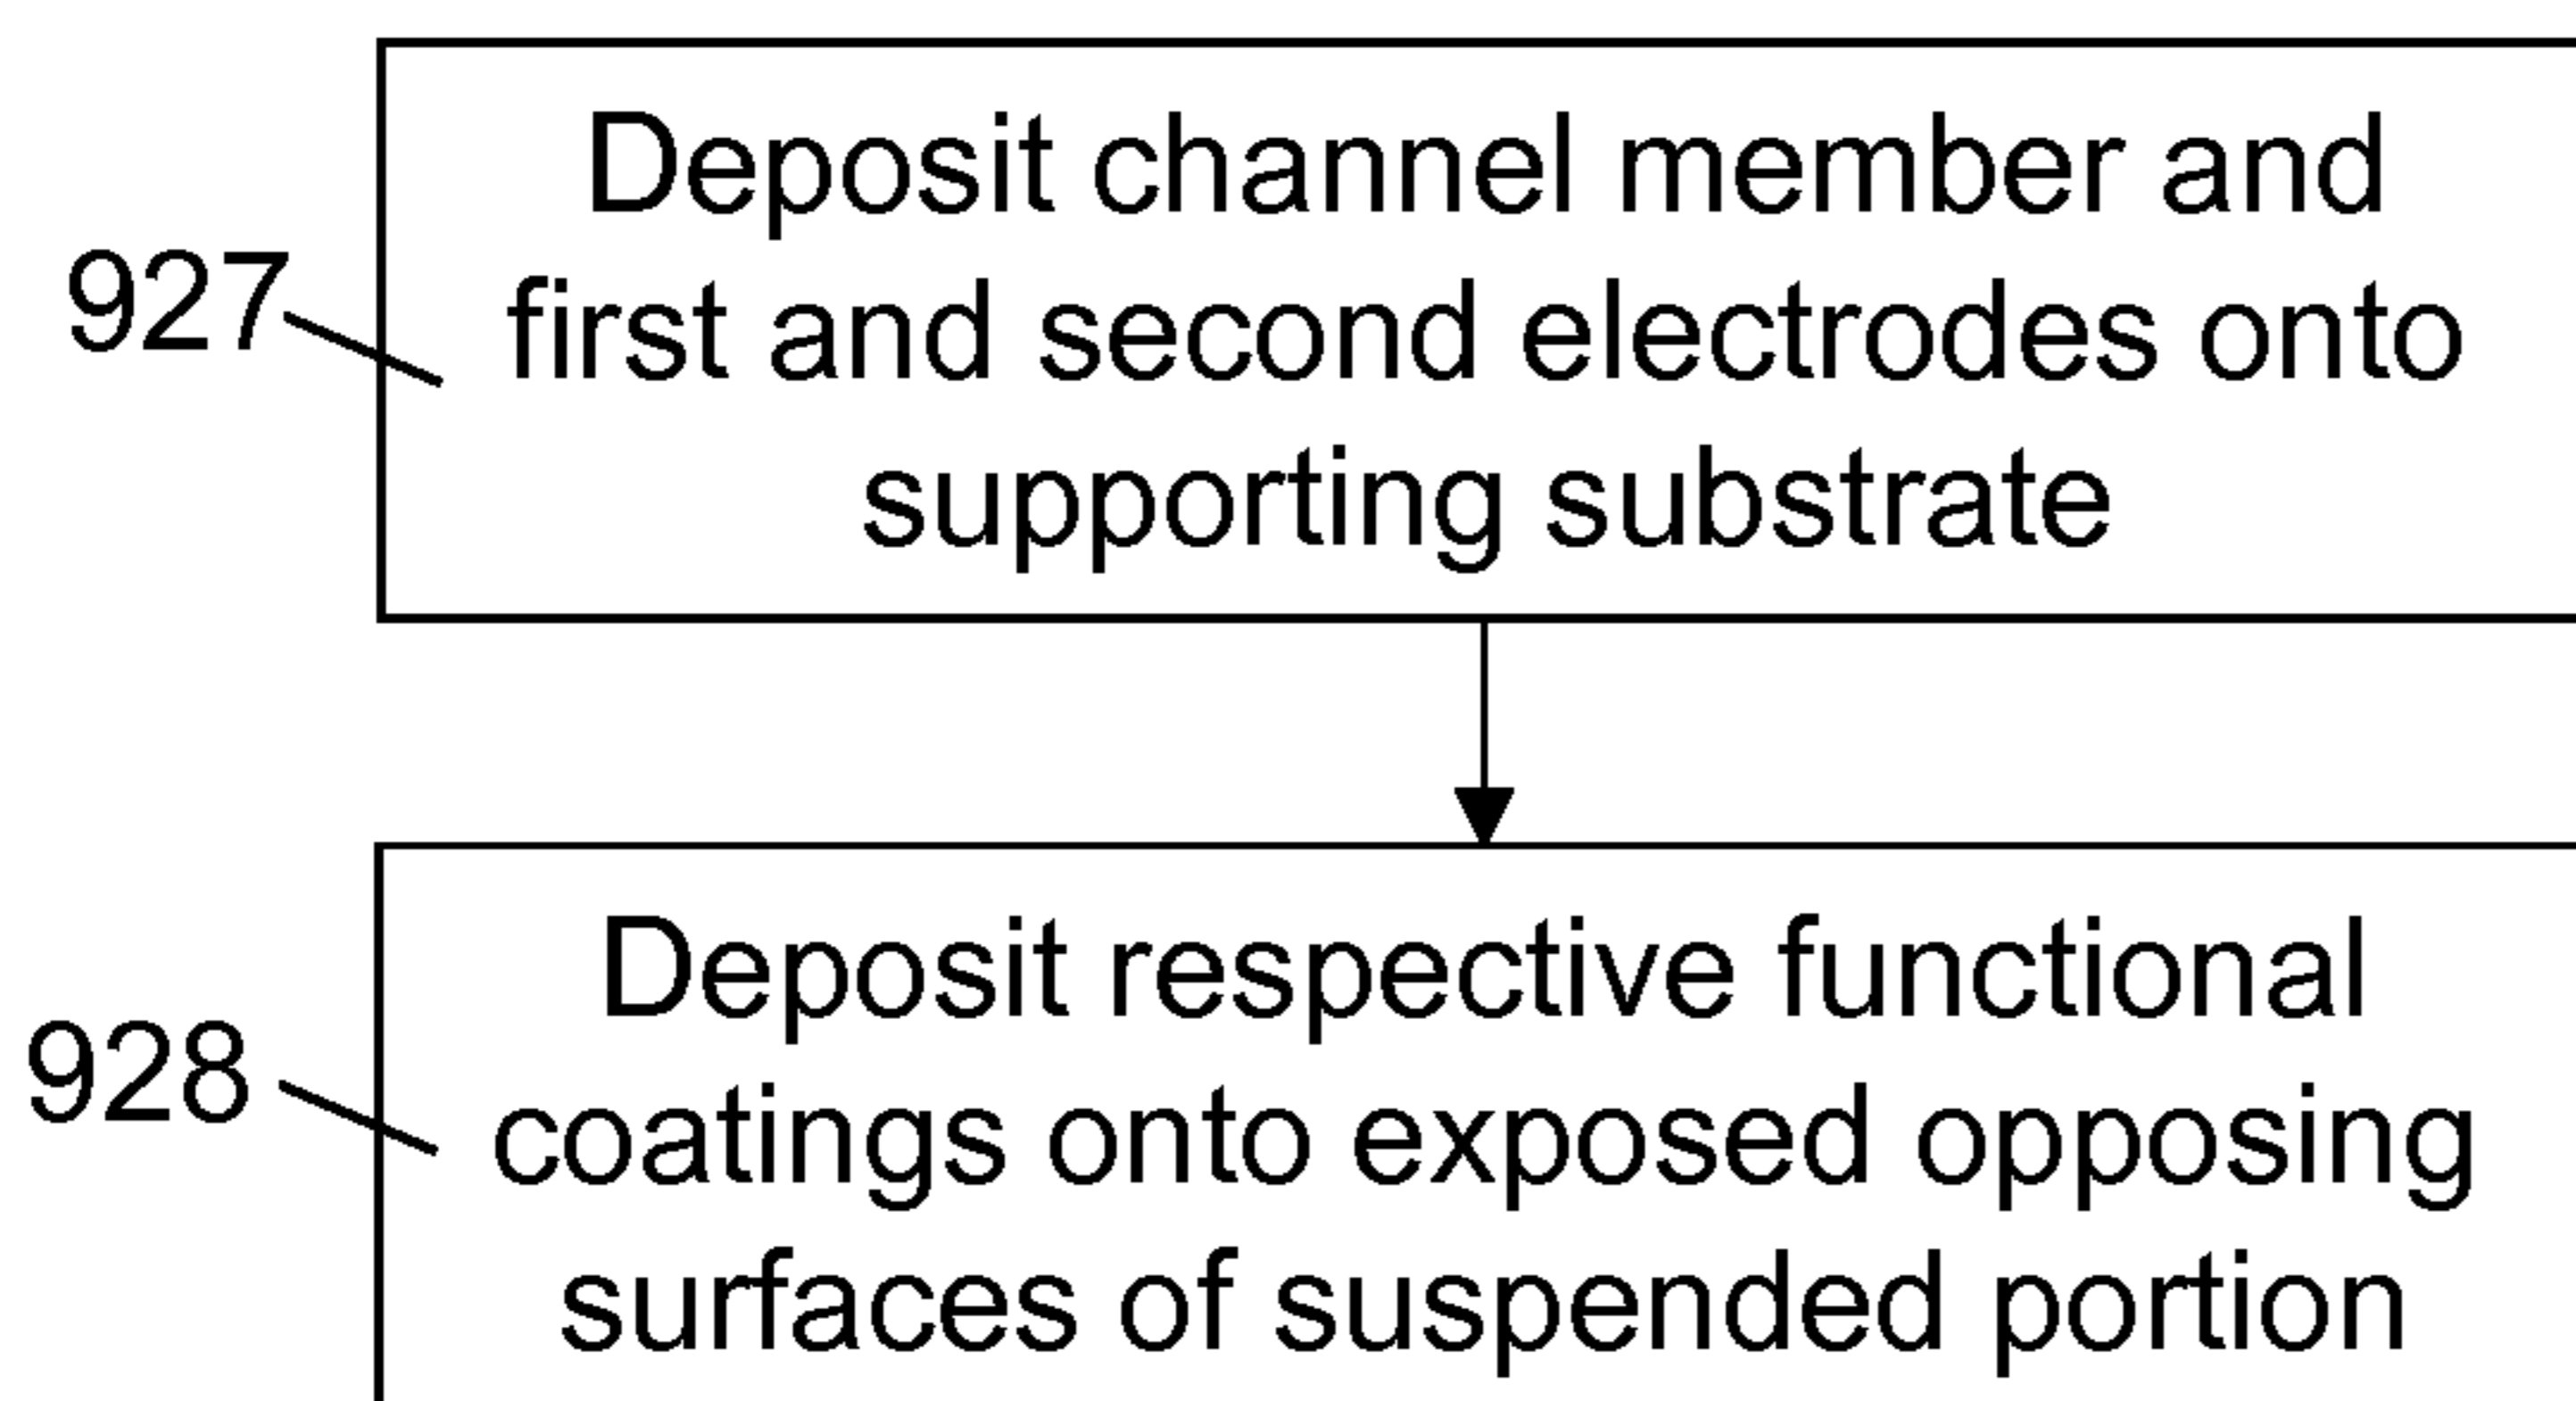 Deposit channel member and
927
first and second electrodes onto
supporting substrate
Deposit respective functional
928
coatings onto exposed opposing
surfaces of suspended portion